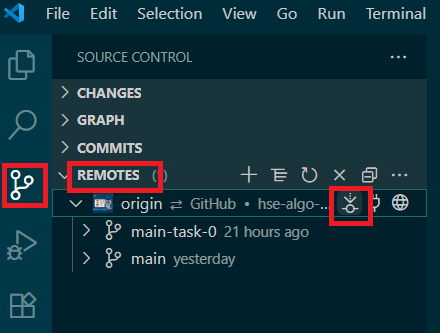 File Edit Selection View Go Run Terminal
SOURCE CONTROL
CHANGES
GRAPH
COMMITS
REMOTES
origin ⇄ GitHub • hse-algo-...
main-task-0 21 hours ago
main yesterday